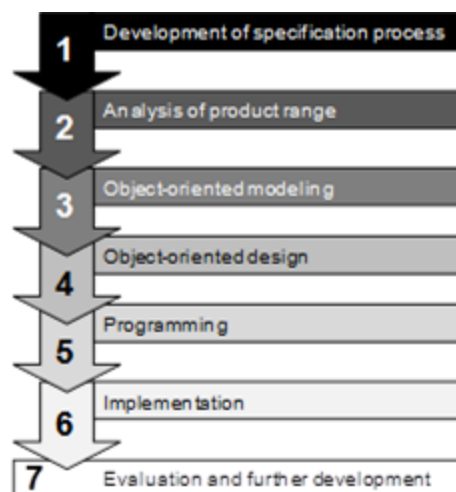 1 Development of specification process
2 Analysis of product range
3 Object-oriented modeling
4 Object-oriented design
5 Programming
6 Implementation
7 Evaluation and further development